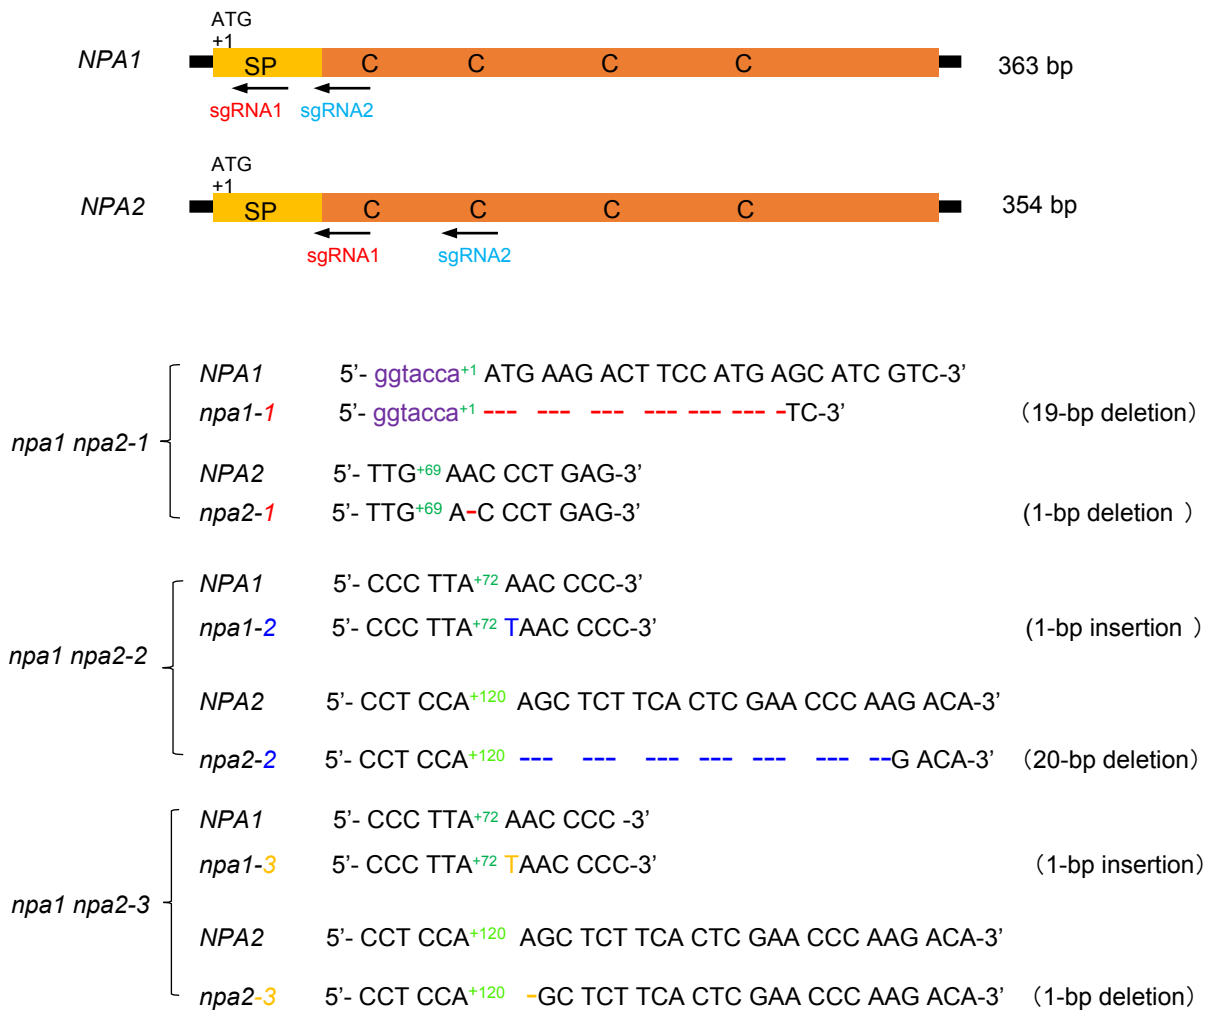 ATG
+1
NPA1 SP C C C C 363 bp
sgRNA1 sgRNA2
ATG
+1
NPA2 SP C C C C 354 bp
sgRNA1 sgRNA2
NPA1 5’- ggtacca+1 ATG AAG ACT TCC ATG AGC ATC GTC-3’
npa1-1 5’- ggtacca+1 --- --- --- --- --- --- -TC-3’ (19-bp deletion)
npa1 npa2-1
NPA2 5’- TTG+69 AAC CCT GAG-3’
npa2-1 5’- TTG+69 A-C CCT GAG-3’ (1-bp deletion )
NPA1 5’- CCC TTA+72 AAC CCC-3’
npa1-2 5’- CCC TTA+72 TAAC CCC-3’ (1-bp insertion )
npa1 npa2-2
NPA2 5’- CCT CCA+120 AGC TCT TCA CTC GAA CCC AAG ACA-3’
npa2-2 5’- CCT CCA+120 --- --- --- --- --- --- --G ACA-3’ (20-bp deletion)
NPA1 5’- CCC TTA+72 AAC CCC -3’
npa1-3 5’- CCC TTA+72 TAAC CCC-3’ (1-bp insertion)
npa1 npa2-3
NPA2 5’- CCT CCA+120 AGC TCT TCA CTC GAA CCC AAG ACA-3’
npa2-3 5’- CCT CCA+120 -GC TCT TCA CTC GAA CCC AAG ACA-3’ (1-bp deletion)